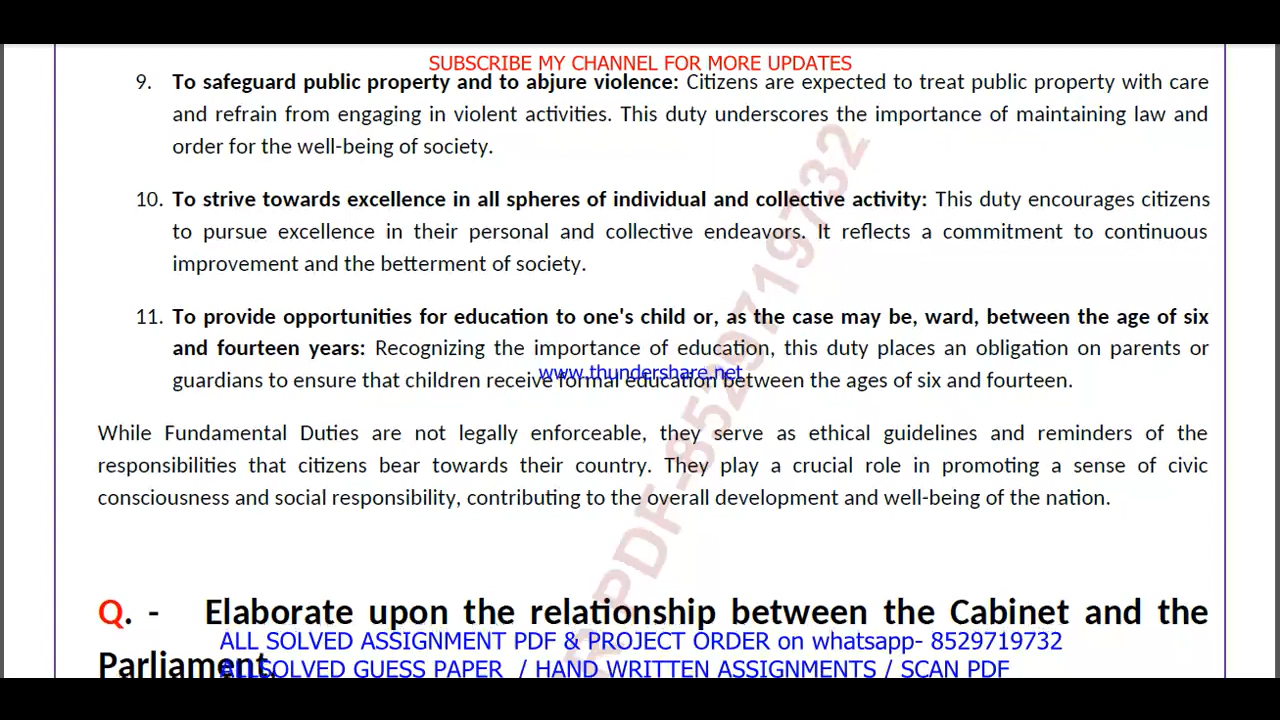 SUBSCRIBE MY CHANNEL FOR MORE UPDATES
9. To safeguard public property and to abjure violence: Citizens are expected to treat public property with care
and refrain from engaging in violent activities. This duty underscores the importance of maintaining law and
order for the well-being of society.
10. To strive towards excellence in all spheres of individual and collective activity: This duty encourages citizens
to pursue excellence in their personal and collective endeavors. It reflects a commitment to continuous
improvement and the betterment of society.
11. To provide opportunities for education to one's child or, as the case may be, ward, between the age of six
and fourteen years: Recognizing the importance of education, this duty places an obligation on parents or
www.thundershare.net
guardians to ensure that children receive formal education between the ages of six and fourteen.
While Fundamental Duties are not legally enforceable, they serve as ethical guidelines and reminders of the
responsibilities that citizens bear towards their country. They play a crucial role in promoting a sense of civic
consciousness and social responsibility, contributing to the overall development and well-being of the nation.
PDF-8529719732
Q. - Elaborate upon the relationship between the Cabinet and the
ALL SOLVED ASSIGNMENT PDF & PROJECT ORDER on whatsapp- 8529719732
Parliament.
ALL SOLVED GUESS PAPER / HAND WRITTEN ASSIGNMENTS / SCAN PDF